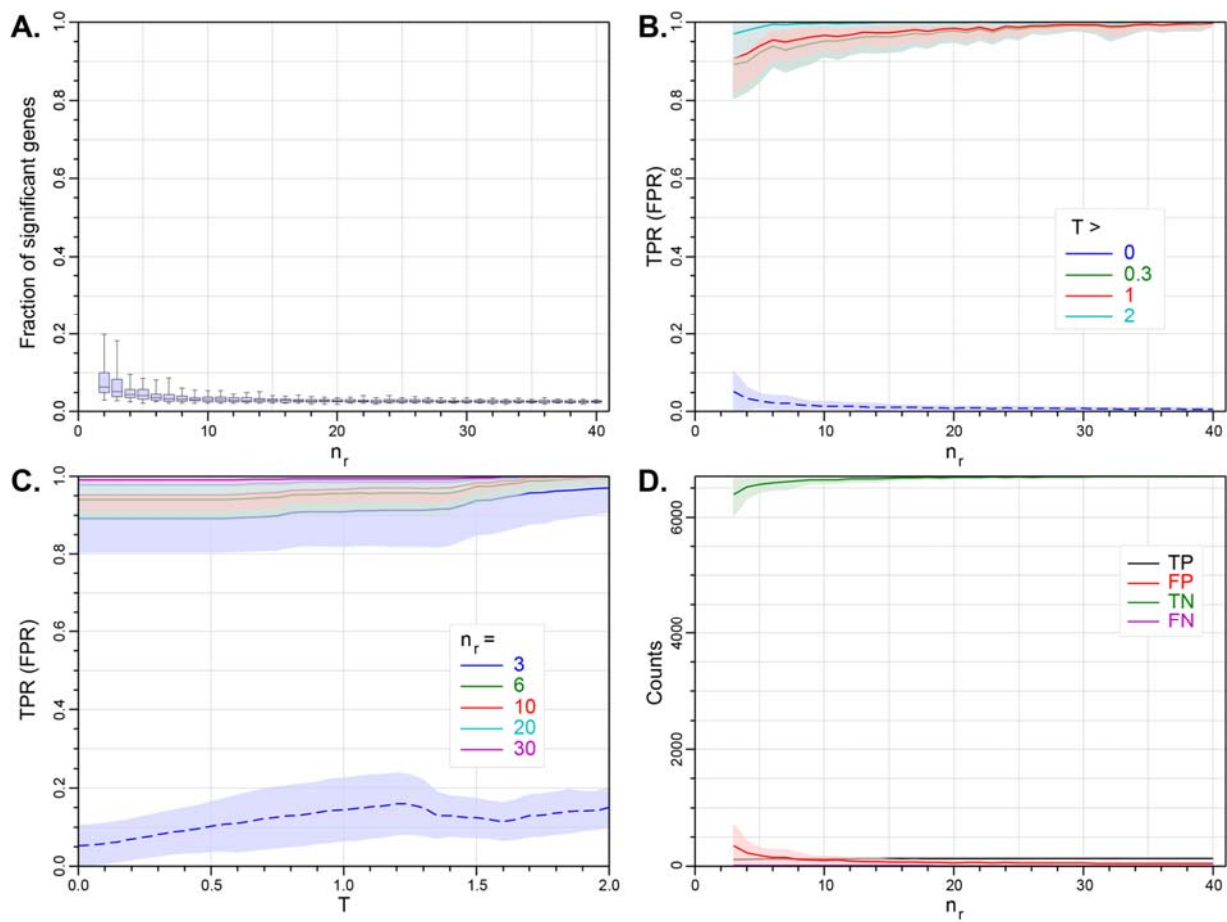 A.
Fraction of significant genes
0.0 0.2 0.4 0.6 0.8 1.0
0 10 20 30 40
n_r
B.
TPR (FPR)
0.0 0.2 0.4 0.6 0.8 1.0
T >
0
0.3
1
2
0 10 20 30 40
n_r
C.
TPR (FPR)
0.0 0.2 0.4 0.6 0.8 1.0
n_r =
3
6
10
20
30
0.0 0.5 1.0 1.5 2.0
T
D.
Counts
0 2000 4000 6000
TP
FP
TN
FN
0 10 20 30 40
n_r